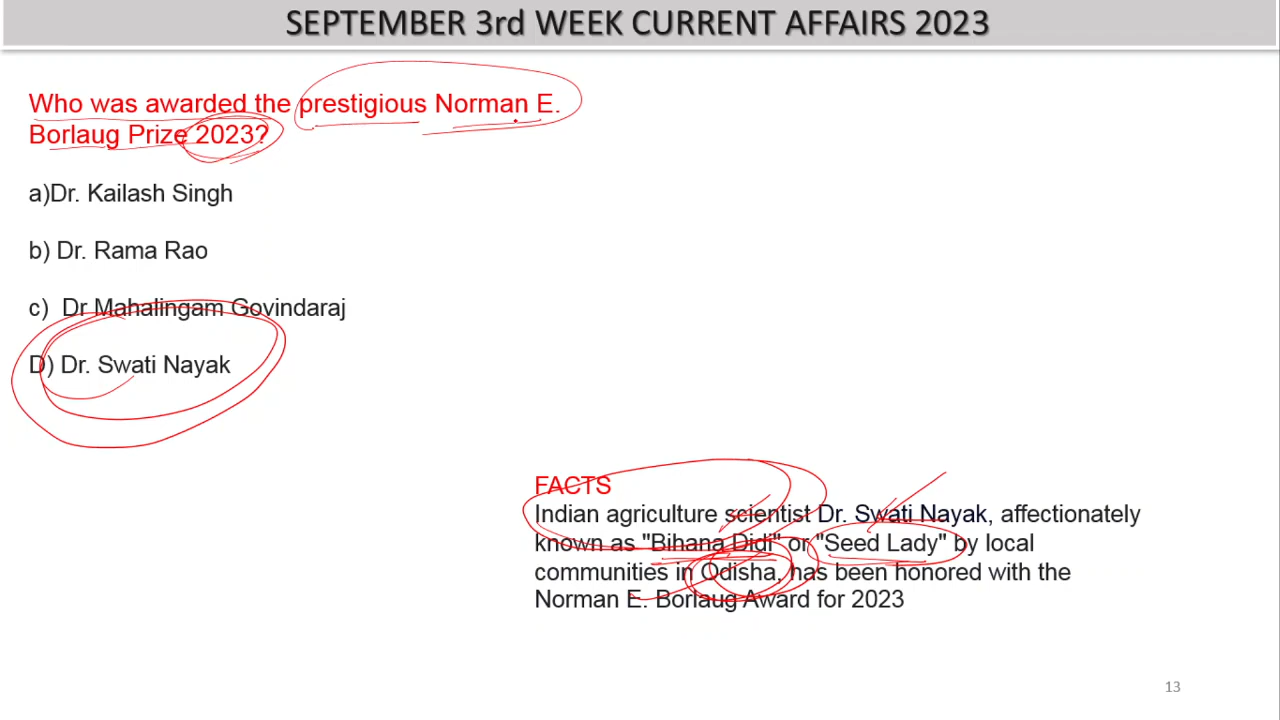 SEPTEMBER 3rd WEEK CURRENT AFFAIRS 2023
Who was awarded the prestigious Norman E.
Borlaug Prize 2023?
a)Dr. Kailash Singh
b) Dr. Rama Rao
c) Dr Mahalingam Govindaraj
D) Dr. Swati Nayak
FACTS
Indian agriculture scientist Dr. Swati Nayak, affectionately
known as "Bihana Didi" or "Seed Lady" by local
communities in Odisha, has been honored with the
Norman E. Borlaug Award for 2023
13